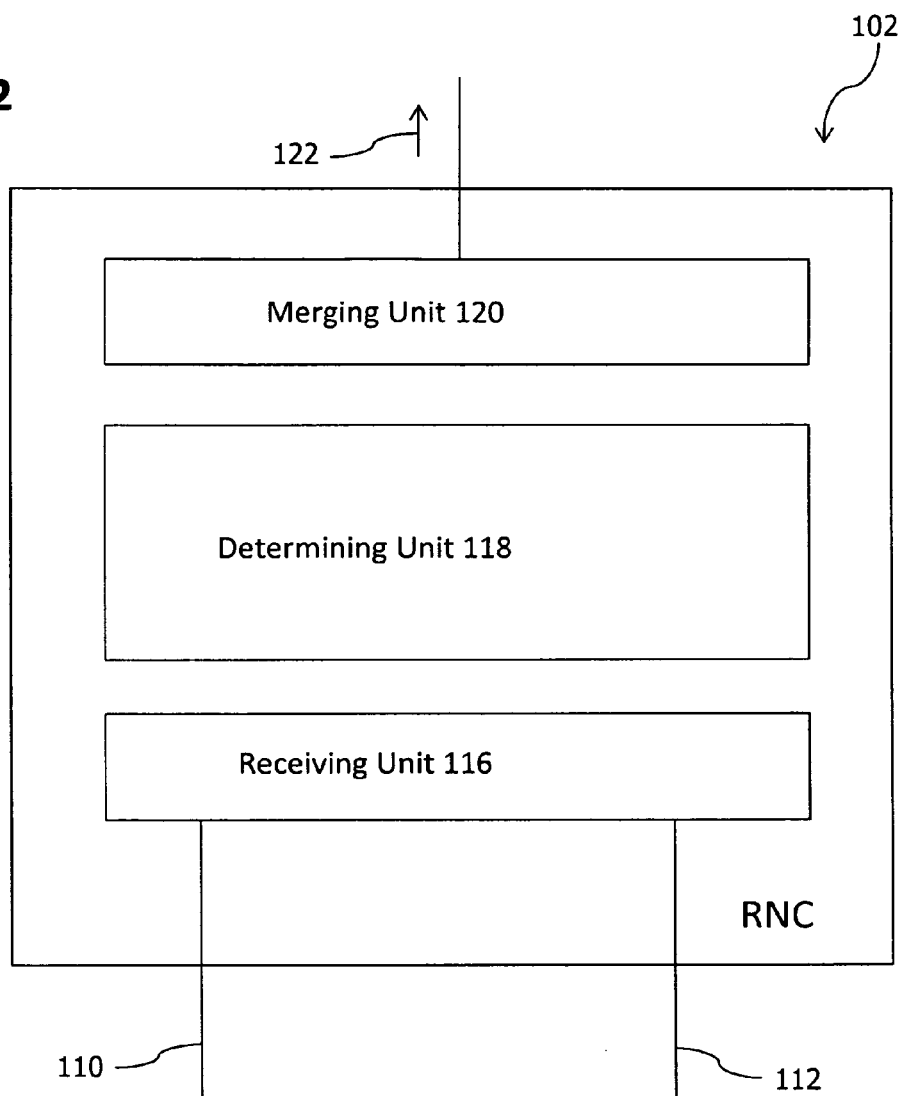 102
2
122
Merging Unit 120
Determining Unit 118
Receiving Unit 116
RNC
110
112